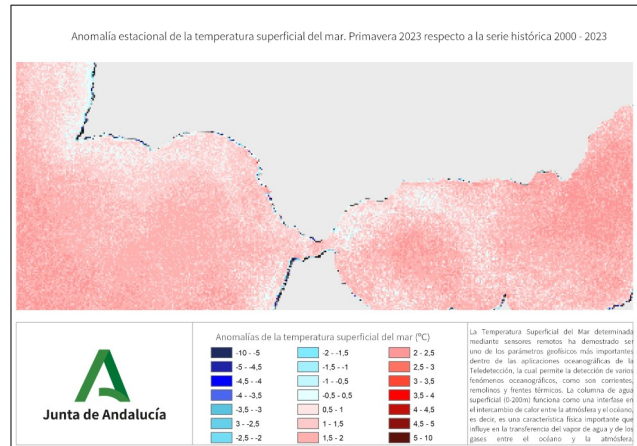 Anomalía estacional de la temperatura superficial del mar. Primavera 2023 respecto a la serie histórica 2000 - 2023
Junta de Andalucía
Anomalías de la temperatura superficial del mar (°C)
-10 - -5
-5 - -4,5
-4,5 - -4
-4 - -3,5
-3,5 - -3
3 - -2,5
-2,5 - -2
-2 - -1,5
-1,5 - -1
-1 - -0,5
-0,5 - 0,5
0,5 - 1
1 - 1,5
1,5 - 2
2 - 2,5
2,5 - 3
3 - 3,5
3,5 - 4
4 - 4,5
4,5 - 5
5 - 10
La Temperatura Superficial del Mar determinada
mediante sensores remotos ha demostrado ser
uno de los parámetros geofísicos más importantes
dentro de las aplicaciones oceanográficas de la
Teledetección, la cual permite la detección de varios
fenómenos oceanográficos, como son corrientes,
remolinos y frentes térmicos. La columna de agua
superficial (0-200m) funciona como una interfase en
el intercambio de calor entre la atmósfera y el océano,
es decir, es una característica física importante que
influye en la transferencia del vapor de agua y de los
gases entre el océano y la atmósfera.